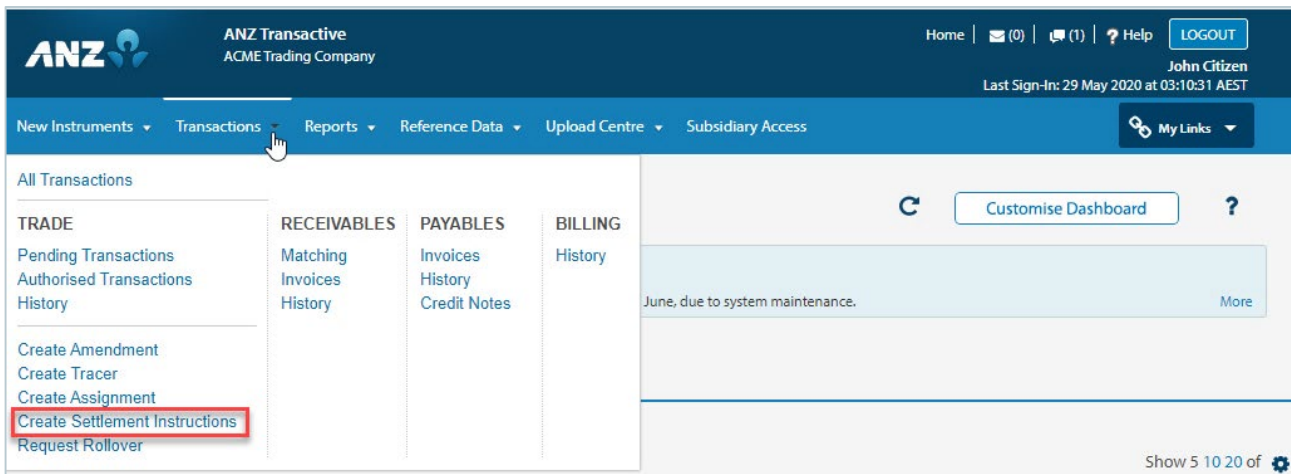 ANZ
ANZ Transactive
ACME Trading Company
Home (0) (1) ? Help LOGOUT
John Citizen
Last Sign-In: 29 May 2020 at 03:10:31 AEST
New Instruments Transactions Reports Reference Data Upload Centre Subsidiary Access My Links
All Transactions
Customise Dashboard ?
TRADE
Pending Transactions
Authorised Transactions
History
Create Amendment
Create Tracer
Create Assignment
Create Settlement Instructions
Request Rollover
RECEIVABLES
Matching
Invoices
History
PAYABLES
Invoices
History
Credit Notes
BILLING
History
June, due to system maintenance. More
Show 5 10 20 of